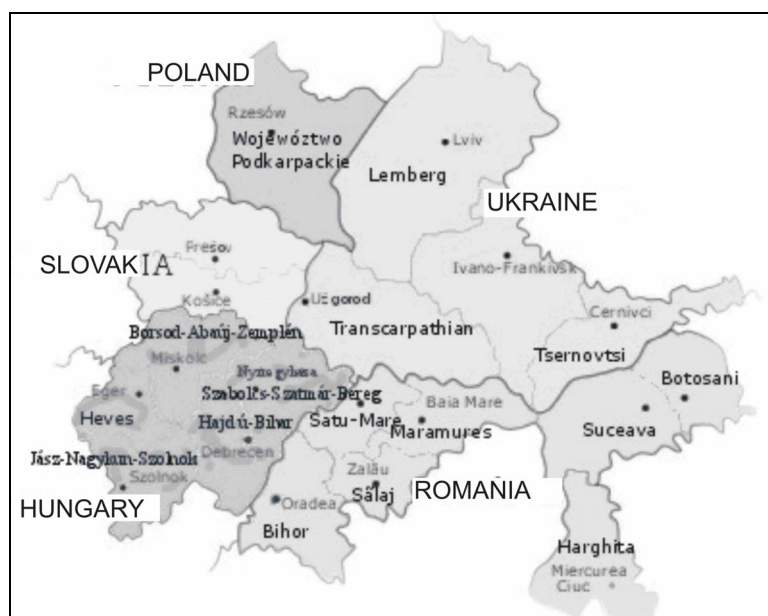 POLAND
Rzesów
Województwo
Podkarpackie
Lviv
Lemberg
UKRAINE
Frešov
SLOVAKIA
Ivano-Frankivsk
Košice
Užgorod
Cernivci
Transcarpathian
Borsod-Abaúj-Zemplén
Tsernovtsi
Miskolc
Botosani
Eger
Szabolcs-Szatmár-Bereg
Baia Mare
Heves
Hajdú-Bihar
Satu-Mare
Maramures
Suceava
Debrecen
Jász-Nagykun-Szolnok
Zalău
Szolnok
Sălaj
ROMANIA
HUNGARY
Oradea
Bihor
Harghita
Miercurea
Ciuc